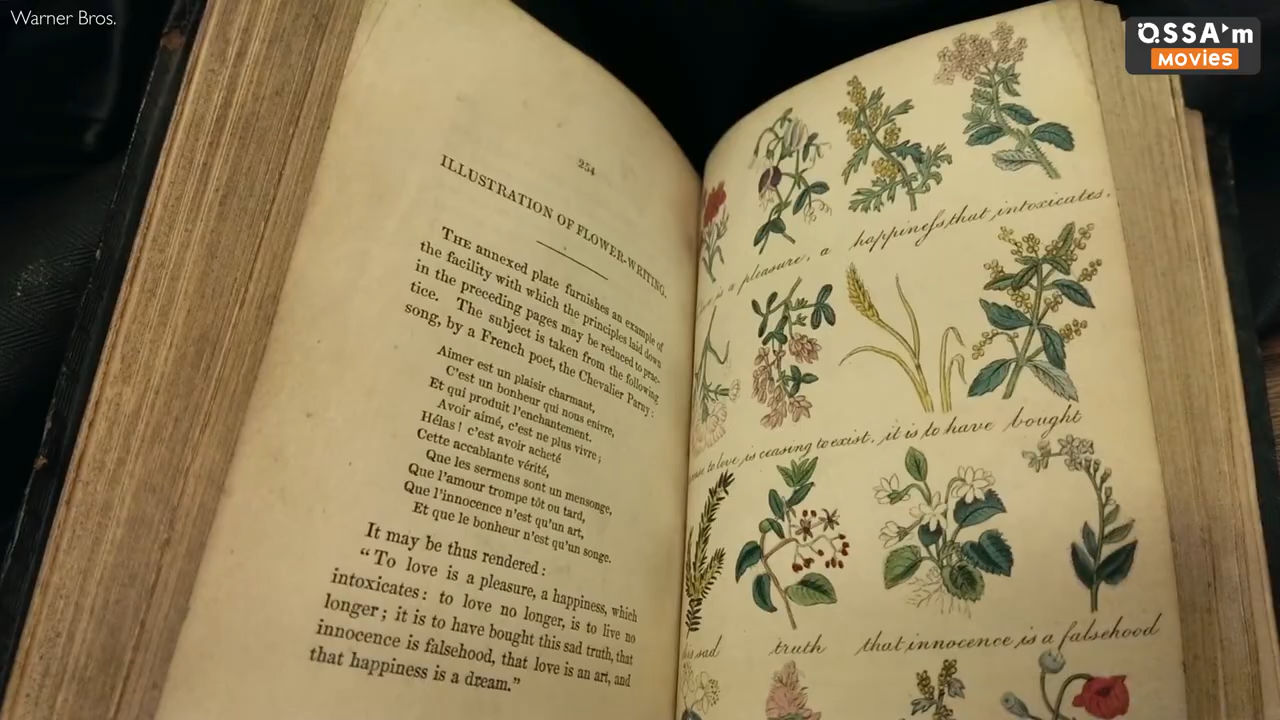 Warner Bros.
OSSA'm
MOVIES
254
ILLUSTRATION OF FLOWER-WRITING.
THE annexed plate furnishes an example of
the facility with which the principles laid down
in the preceding pages may be reduced to prac-
tice. The subject is taken from the following
song, by a French poet, the Chevalier Parny:
Aimer est un plaisir charmant,
C'est un bonheur qui nous enivre,
Et qui produit l'enchantement.
Avoir aimé, c'est ne plus vivre;
Hélas! c'est avoir acheté
Cette accablante vérité,
Que les sermens sont un mensonge,
Que l'amour trompe tôt ou tard,
Que l'innocence n'est qu'un art,
Et que le bonheur n'est qu'un songe.
It may be thus rendered:
"To love is a pleasure, a happiness, which
intoxicates: to love no longer, is to live no
longer; it is to have bought this sad truth, that
innocence is falsehood, that love is an art, and
that happiness is a dream."
is a pleasure, a happiness that intoxicates,
to love is ceasing to exist, it is to have bought
sad truth that innocence is a falsehood